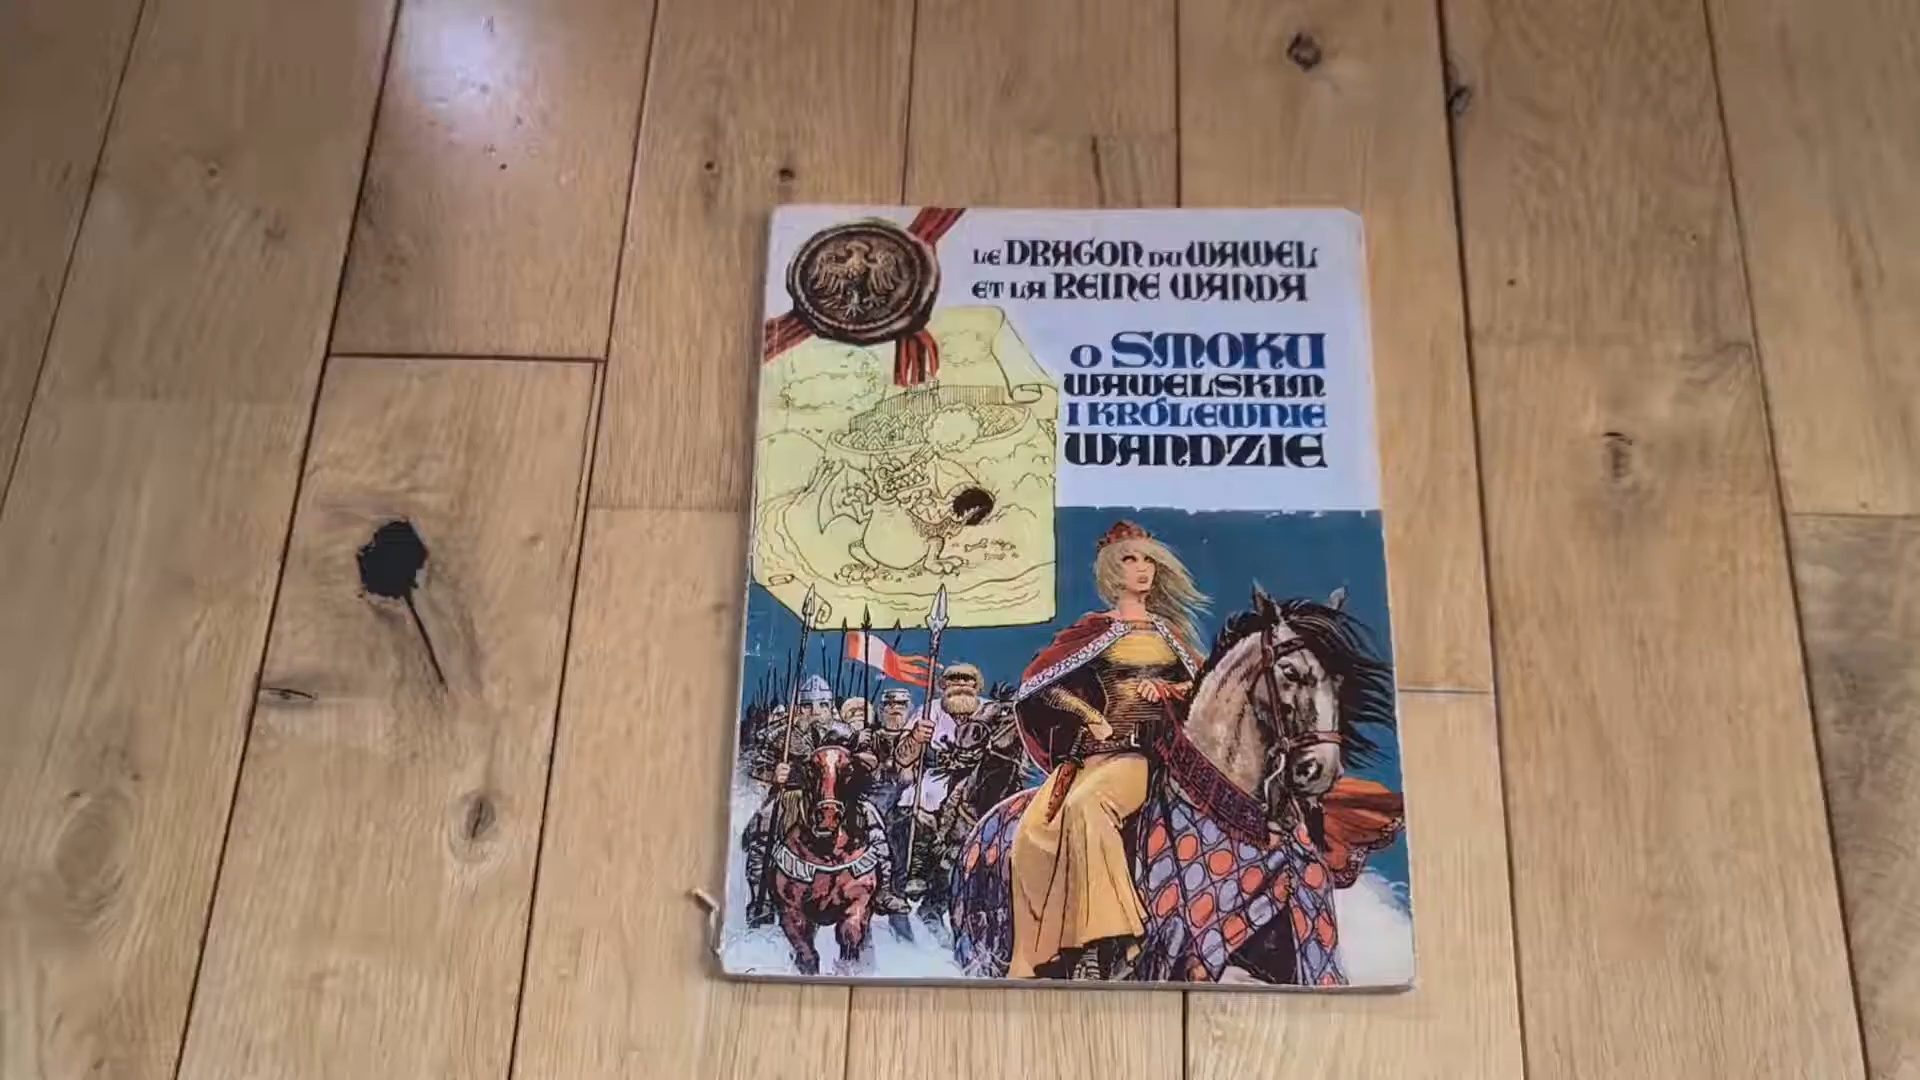 LE DRAGON DU WAWEL
ET LA REINE WANDA
O SMOKU
WAWELSKIM
I KRÓLEWNIE
WANDZIE